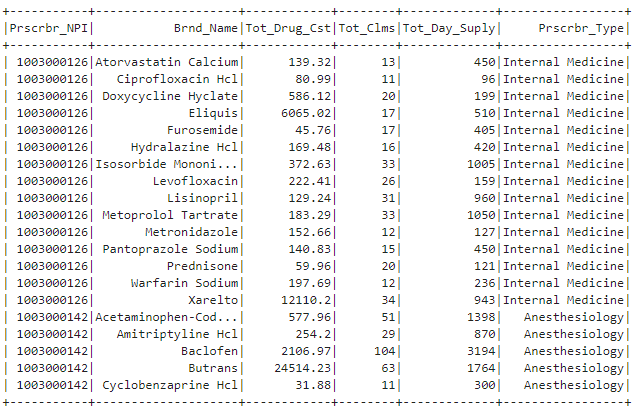 +----------+--------------------+------------+--------+-------------+-----------------+
|Prscrbr_NPI| Brnd_Name|Tot_Drug_Cst|Tot_Clms|Tot_Day_Suply| Prscrbr_Type|
+----------+--------------------+------------+--------+-------------+-----------------+
| 1003000126|Atorvastatin Calcium| 139.32| 13| 450|Internal Medicine|
| 1003000126| Ciprofloxacin Hcl| 80.99| 11| 96|Internal Medicine|
| 1003000126| Doxycycline Hyclate| 586.12| 20| 199|Internal Medicine|
| 1003000126| Eliquis| 6065.02| 17| 510|Internal Medicine|
| 1003000126| Furosemide| 45.76| 17| 405|Internal Medicine|
| 1003000126| Hydralazine Hcl| 169.48| 16| 420|Internal Medicine|
| 1003000126|Isosorbide Mononi...| 372.63| 33| 1005|Internal Medicine|
| 1003000126| Levofloxacin| 222.41| 26| 159|Internal Medicine|
| 1003000126| Lisinopril| 129.24| 31| 960|Internal Medicine|
| 1003000126| Metoprolol Tartrate| 183.29| 33| 1050|Internal Medicine|
| 1003000126| Metronidazole| 152.66| 12| 127|Internal Medicine|
| 1003000126| Pantoprazole Sodium| 140.83| 15| 450|Internal Medicine|
| 1003000126| Prednisone| 59.96| 20| 121|Internal Medicine|
| 1003000126| Warfarin Sodium| 197.69| 12| 236|Internal Medicine|
| 1003000126| Xarelto| 12110.2| 34| 943|Internal Medicine|
| 1003000142|Acetaminophen-Cod...| 577.96| 51| 1398| Anesthesiology|
| 1003000142| Amitriptyline Hcl| 254.2| 29| 870| Anesthesiology|
| 1003000142| Baclofen| 2106.97| 104| 3194| Anesthesiology|
| 1003000142| Butrans| 24514.23| 63| 1764| Anesthesiology|
| 1003000142| Cyclobenzaprine Hcl| 31.88| 11| 300| Anesthesiology|
+----------+--------------------+------------+--------+-------------+-----------------+